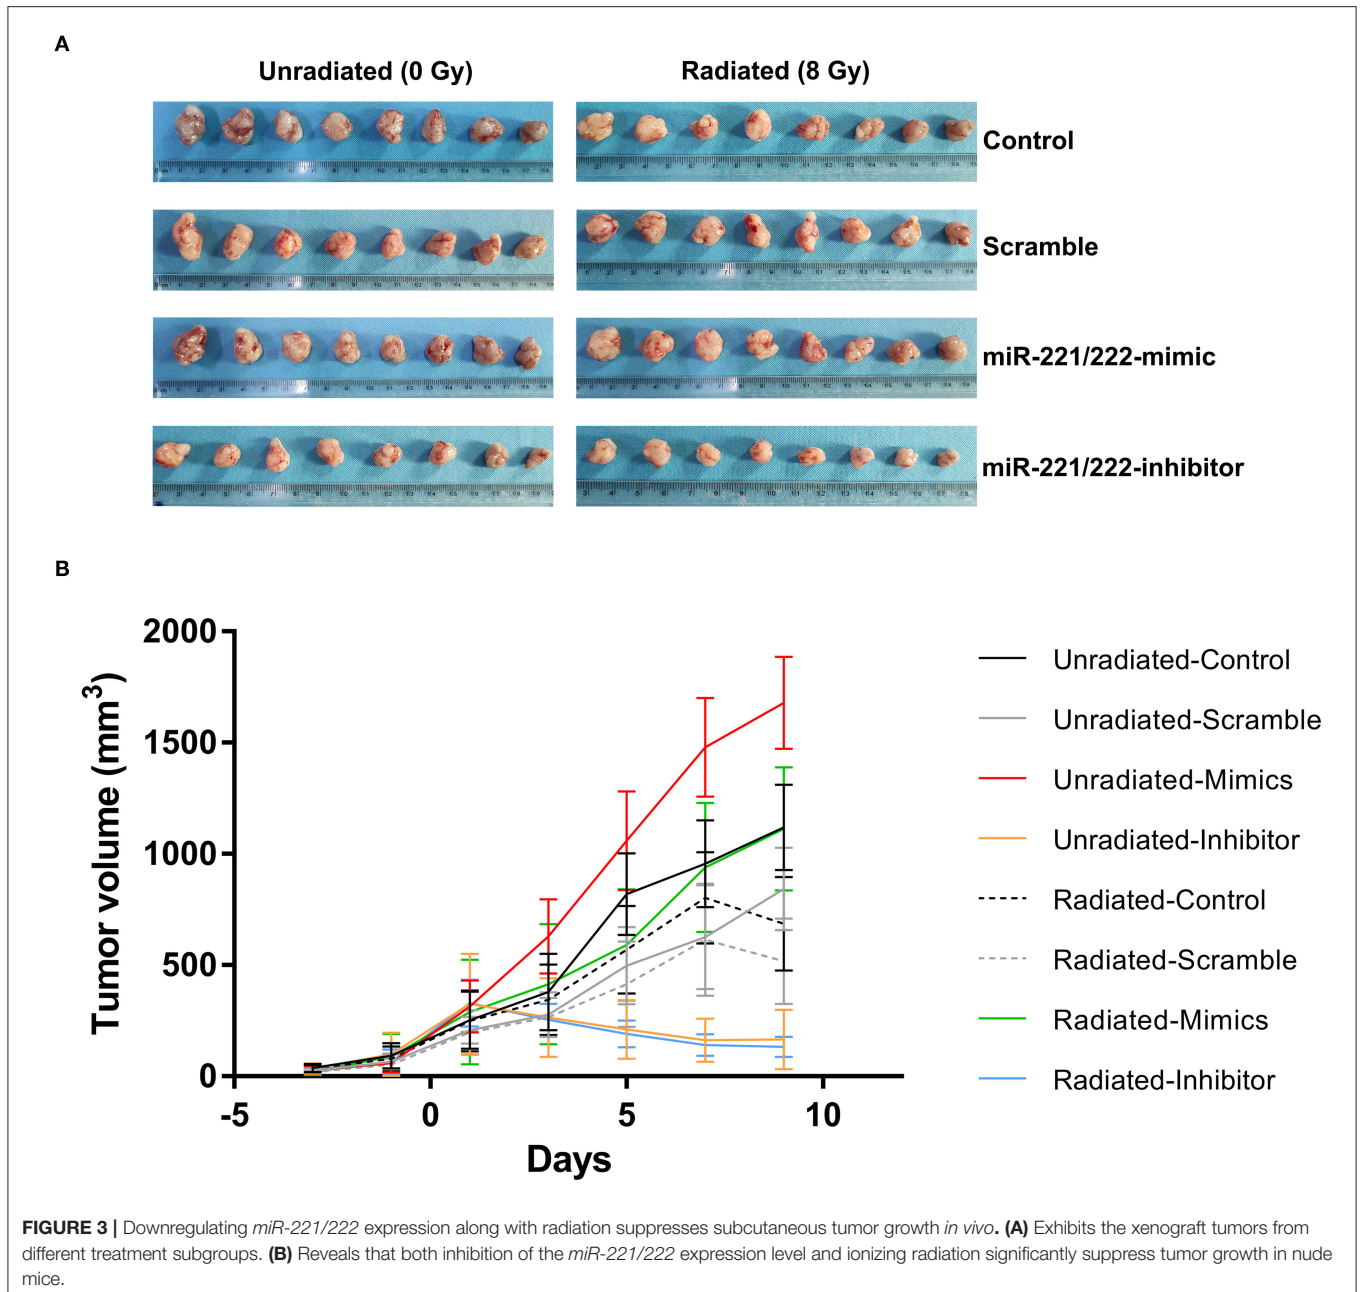 A
Unradiated (0 Gy)
Radiated (8 Gy)
Control
Scramble
miR-221/222-mimic
miR-221/222-inhibitor
B
Tumor volume (mm³)
2000
1500
1000
500
0
-5
0
5
10
Days
Unradiated-Control
Unradiated-Scramble
Unradiated-Mimics
Unradiated-Inhibitor
Radiated-Control
Radiated-Scramble
Radiated-Mimics
Radiated-Inhibitor
FIGURE 3 | Downregulating miR-221/222 expression along with radiation suppresses subcutaneous tumor growth in vivo. (A) Exhibits the xenograft tumors from
different treatment subgroups. (B) Reveals that both inhibition of the miR-221/222 expression level and ionizing radiation significantly suppress tumor growth in nude
mice.